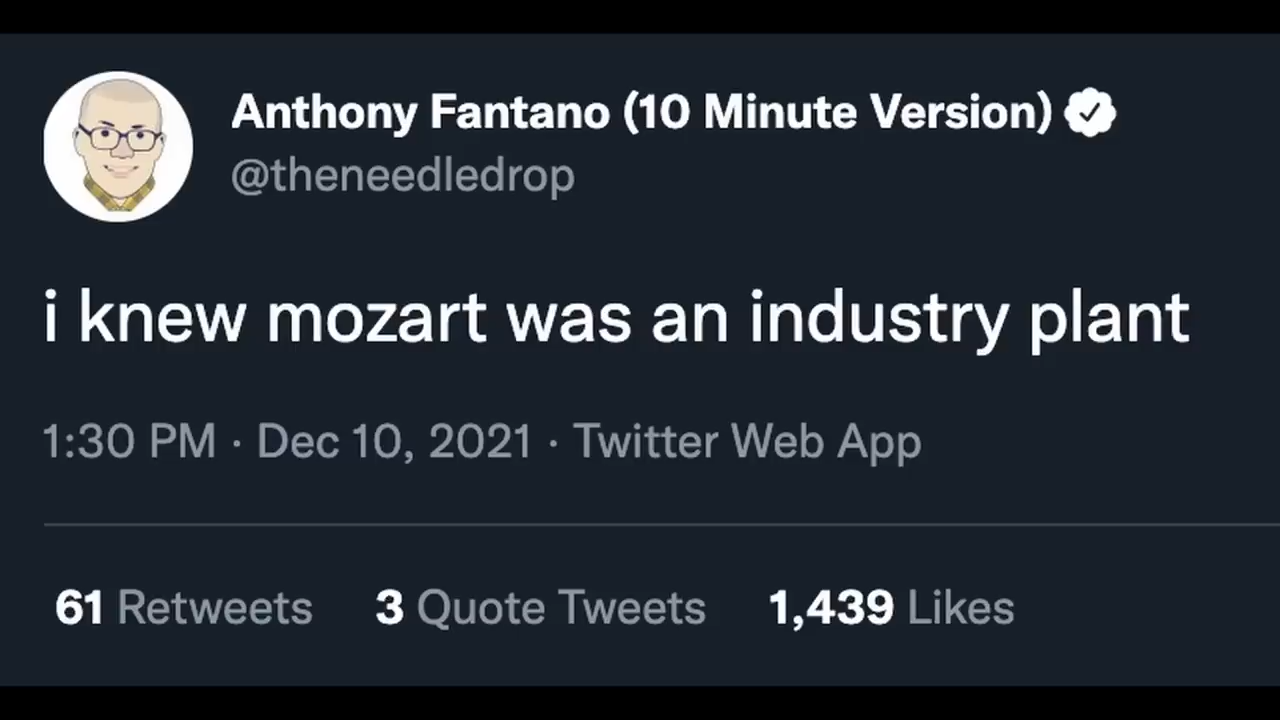 Anthony Fantano (10 Minute Version)
@theneedledrop
i knew mozart was an industry plant
1:30 PM · Dec 10, 2021 · Twitter Web App
61 Retweets 3 Quote Tweets 1,439 Likes